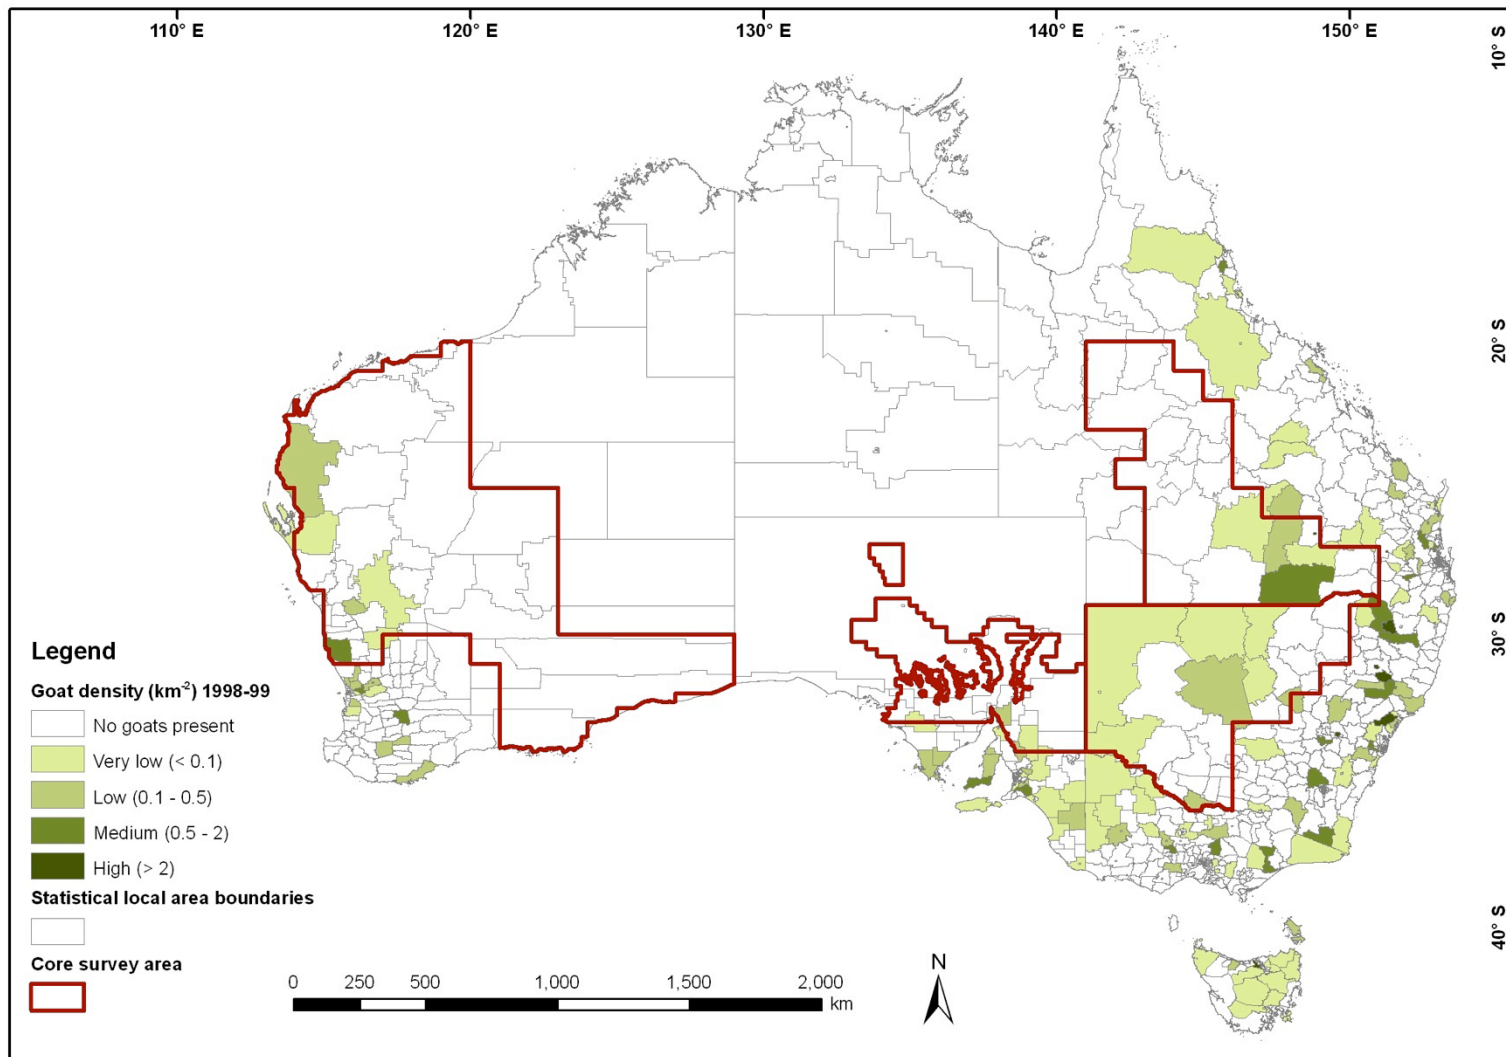 110° E
120° E
130° E
140° E
150° E
10° S
20° S
30° S
40° S
Legend
Goat density (km⁻²) 1998-99
No goats present
Very low (< 0.1)
Low (0.1 - 0.5)
Medium (0.5 - 2)
High (> 2)
Statistical local area boundaries
Core survey area
0 250 500 1,000 1,500 2,000
km
N